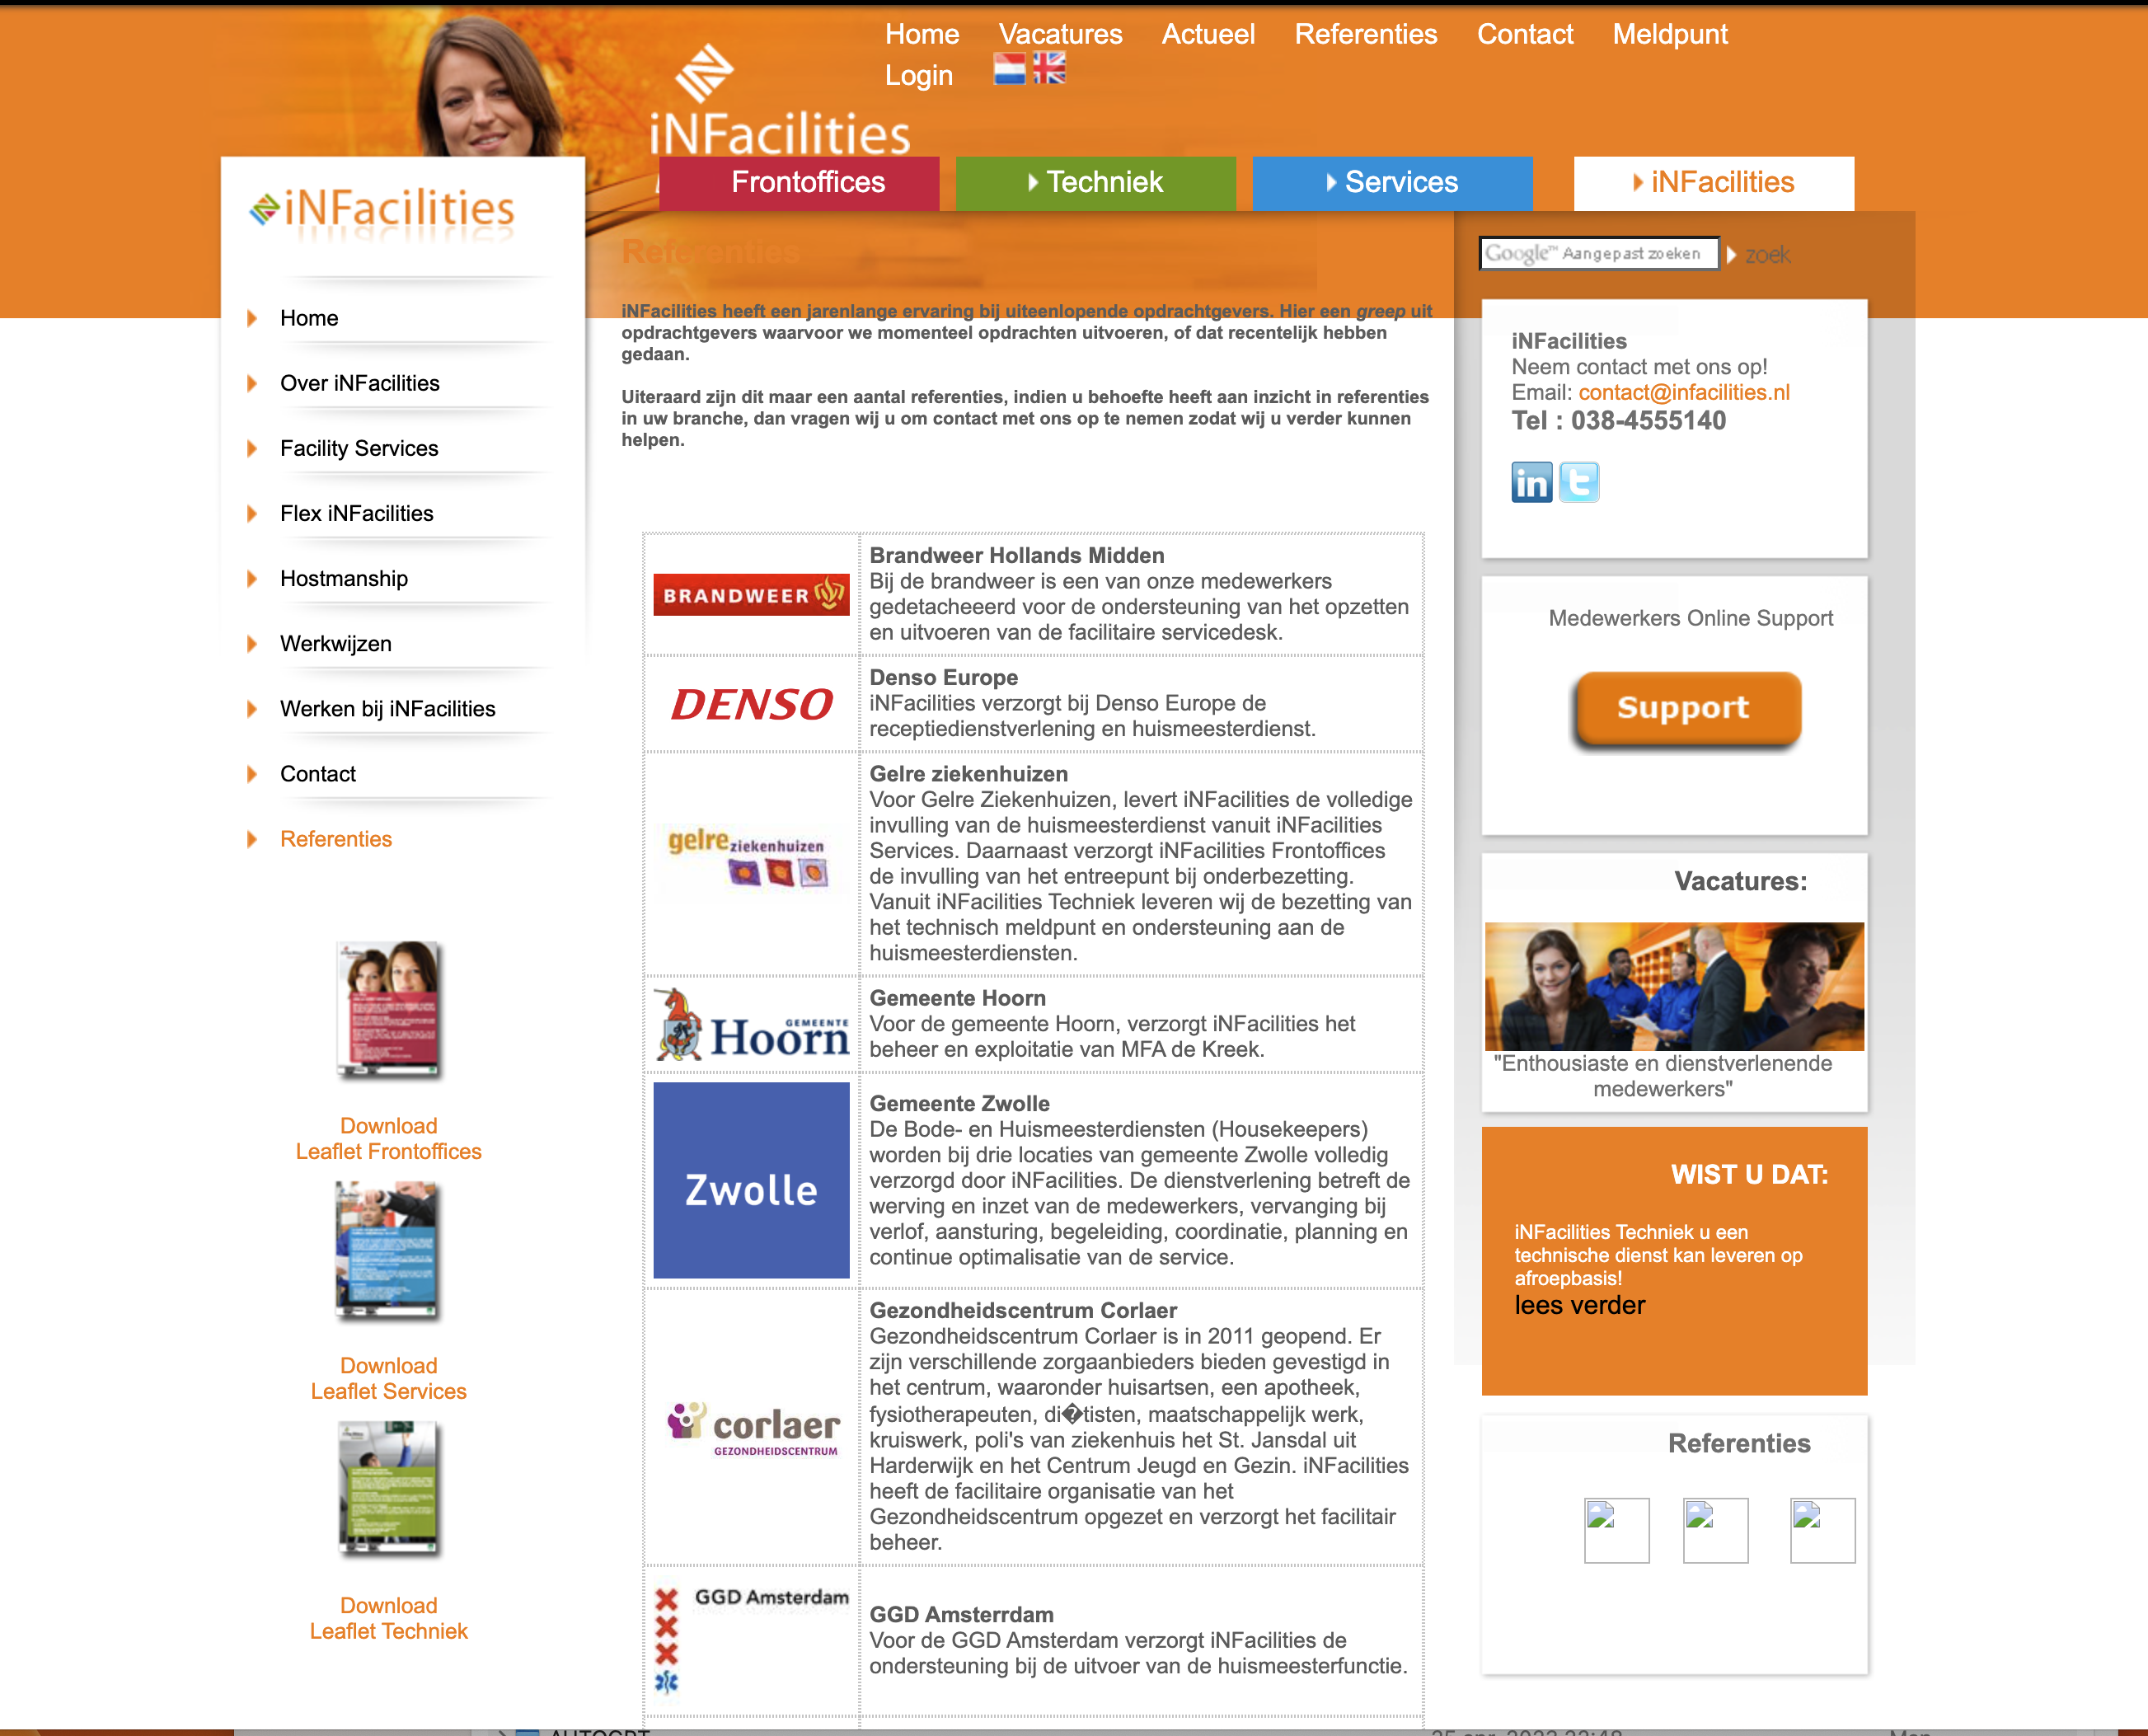 Home Vacatures Actueel Referenties Contact Meldpunt
Login
iNFacilities
Frontoffices Techniek Services iNFacilities
iNFacilities
Home
Over iNFacilities
Facility Services
Flex iNFacilities
Hostmanship
Werkwijzen
Werken bij iNFacilities
Contact
Referenties
Download
Leaflet Frontoffices
Download
Leaflet Services
Download
Leaflet Techniek
Referenties
iNFacilities heeft een jarenlange ervaring bij uiteenlopende opdrachtgevers. Hier een greep uit
opdrachtgevers waarvoor we momenteel opdrachten uitvoeren, of dat recentelijk hebben
gedaan.
Uiteraard zijn dit maar een aantal referenties, indien u behoefte heeft aan inzicht in referenties
in uw branche, dan vragen wij u om contact met ons op te nemen zodat wij u verder kunnen
helpen.
BRANDWEER
Brandweer Hollands Midden
Bij de brandweer is een van onze medewerkers
gedetacheeerd voor de ondersteuning van het opzetten
en uitvoeren van de facilitaire servicedesk.
DENSO
Denso Europe
iNFacilities verzorgt bij Denso Europe de
receptiedienstverlening en huismeesterdienst.
gelre ziekenhuizen
Gelre ziekenhuizen
Voor Gelre Ziekenhuizen, levert iNFacilities de volledige
invulling van de huismeesterdienst vanuit iNFacilities
Services. Daarnaast verzorgt iNFacilities Frontoffices
de invulling van het entreepunt bij onderbezetting.
Vanuit iNFacilities Techniek leveren wij de bezetting van
het technisch meldpunt en ondersteuning aan de
huismeesterdiensten.
GEMEENTE
Hoorn
Gemeente Hoorn
Voor de gemeente Hoorn, verzorgt iNFacilities het
beheer en exploitatie van MFA de Kreek.
Zwolle
Gemeente Zwolle
De Bode- en Huismeesterdiensten (Housekeepers)
worden bij drie locaties van gemeente Zwolle volledig
verzorgd door iNFacilities. De dienstverlening betreft de
werving en inzet van de medewerkers, vervanging bij
verlof, aansturing, begeleiding, coordinatie, planning en
continue optimalisatie van de service.
corlaer
GEZONDHEIDSCENTRUM
Gezondheidscentrum Corlaer
Gezondheidscentrum Corlaer is in 2011 geopend. Er
zijn verschillende zorgaanbieders bieden gevestigd in
het centrum, waaronder huisartsen, een apotheek,
fysiotherapeuten, di�tisten, maatschappelijk werk,
kruiswerk, poli's van ziekenhuis het St. Jansdal uit
Harderwijk en het Centrum Jeugd en Gezin. iNFacilities
heeft de facilitaire organisatie van het
Gezondheidscentrum opgezet en verzorgt het facilitair
beheer.
GGD Amsterdam
GGD Amsterrdam
Voor de GGD Amsterdam verzorgt iNFacilities de
ondersteuning bij de uitvoer van de huismeesterfunctie.
Google™ Aangepast zoeken zoek
iNFacilities
Neem contact met ons op!
Email: contact@infacilities.nl
Tel : 038-4555140
in t
Medewerkers Online Support
Support
Vacatures:
"Enthousiaste en dienstverlenende
medewerkers"
WIST U DAT:
iNFacilities Techniek u een
technische dienst kan leveren op
afroepbasis!
lees verder
Referenties